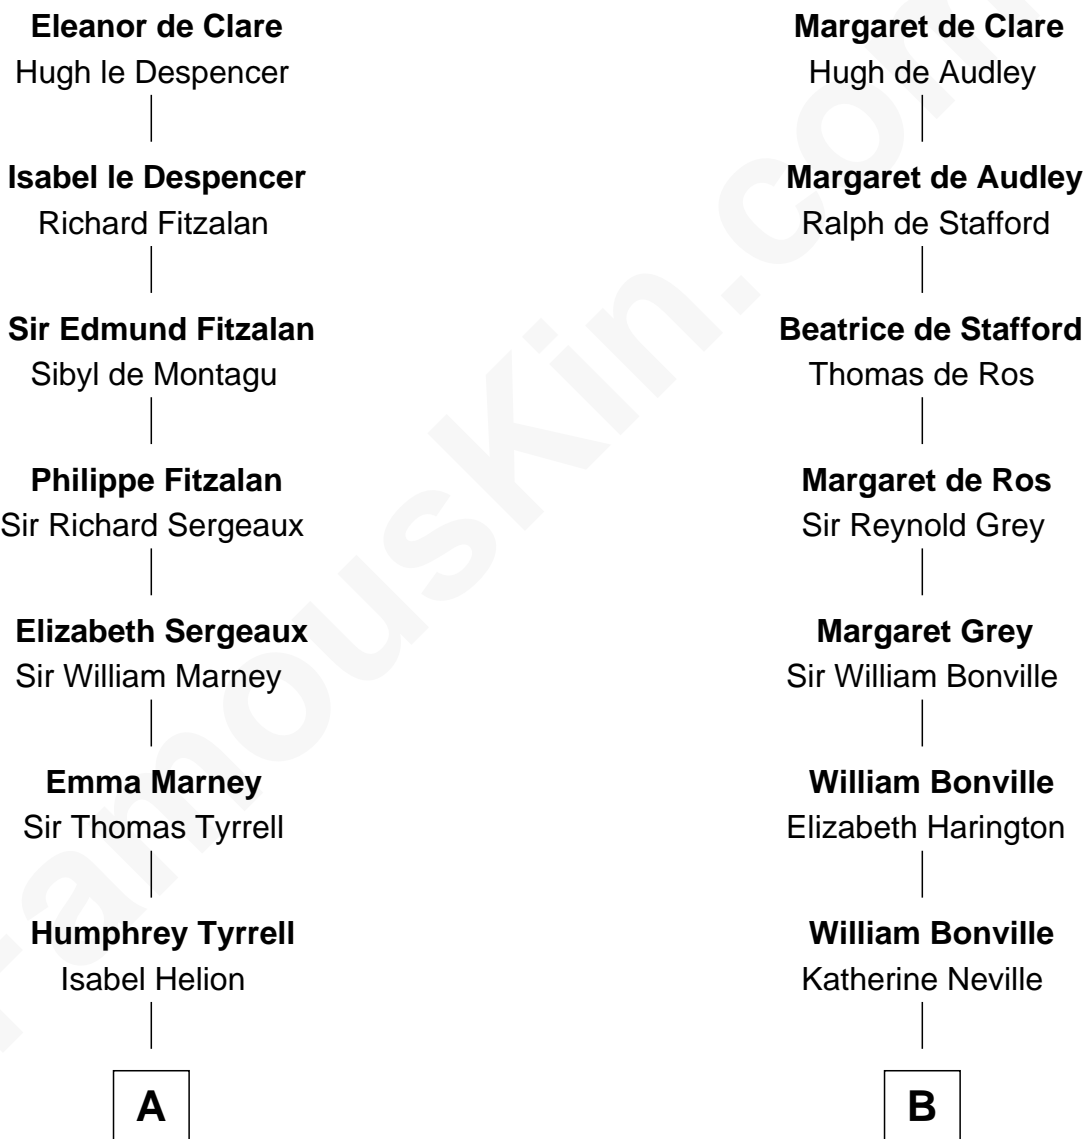 Eleanor de Clare
Hugh le Despencer
Isabel le Despencer
Richard Fitzalan
Sir Edmund Fitzalan
Sibyl de Montagu
Philippe Fitzalan
Sir Richard Sergeaux
Elizabeth Sergeaux
Sir William Marney
Emma Marney
Sir Thomas Tyrrell
Humphrey Tyrrell
Isabel Helion
A
Margaret de Clare
Hugh de Audley
Margaret de Audley
Ralph de Stafford
Beatrice de Stafford
Thomas de Ros
Margaret de Ros
Sir Reynold Grey
Margaret Grey
Sir William Bonville
William Bonville
Elizabeth Harington
William Bonville
Katherine Neville
B
FamousKin.com